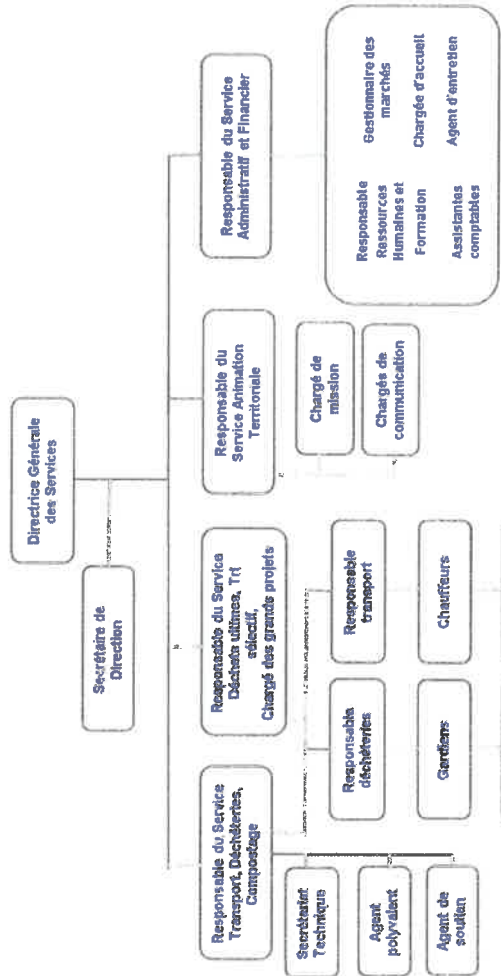 Directrice Générale
des Services
Secrétaire de
Direction
Responsable du Service
Transport, Déchèteries,
Compostage
Responsable du Service
Déchets ultimes, Tri
sélectif,
Chargé des grands projets
Responsable du
Service Animation
Territoriale
Responsable du Service
Administratif et Financier
Secrétariat
Technique
Agent
polyvalent
Agent de
soutien
Responsable
déchèteries
Responsable
transport
Gardiens
Chauffeurs
Chargé de
mission
Chargés de
communication
Responsable
Ressources
Humaines et
Formation
Assistantes
comptables
Gestionnaire des
marchés
Chargée d'accueil
Agent d'entretien